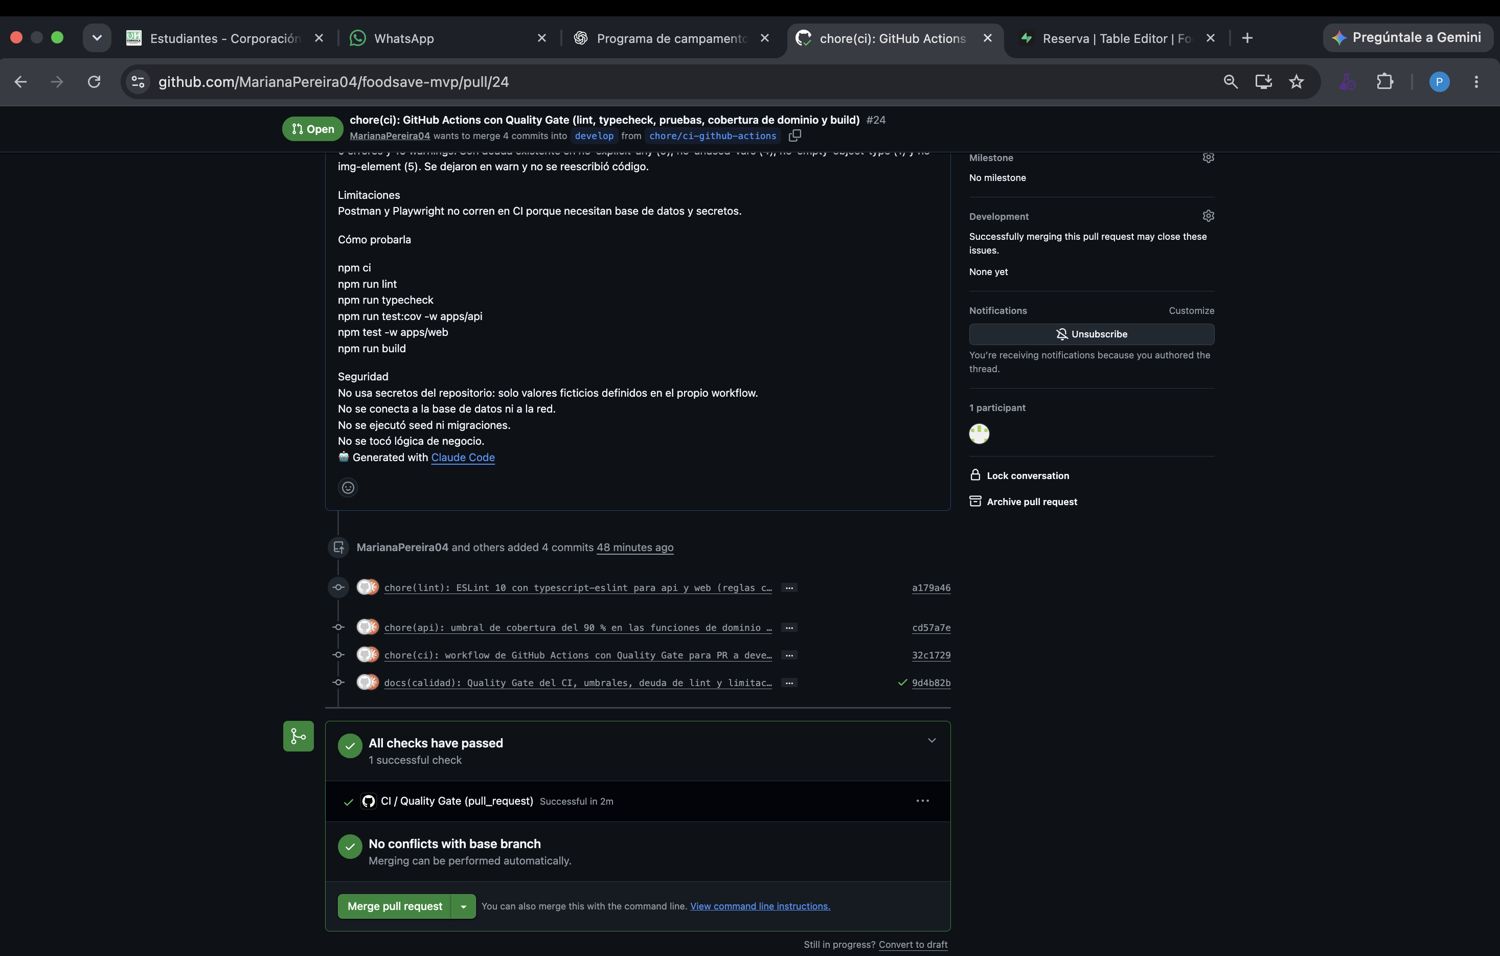 Estudiantes - Corporación
WhatsApp
Programa de campamento
chore(ci): GitHub Actions
Reserva | Table Editor | Fo
Pregúntale a Gemini
github.com/MarianaPereira04/foodsave-mvp/pull/24
P
Open
chore(ci): GitHub Actions con Quality Gate (lint, typecheck, pruebas, cobertura de dominio y build) #24
MarianaPereira04 wants to merge 4 commits into develop from chore/ci-github-actions
img-element (5). Se dejaron en warn y no se reescribió código.
Limitaciones
Postman y Playwright no corren en CI porque necesitan base de datos y secretos.
Cómo probarla
npm ci
npm run lint
npm run typecheck
npm run test:cov -w apps/api
npm test -w apps/web
npm run build
Seguridad
No usa secretos del repositorio: solo valores ficticios definidos en el propio workflow.
No se conecta a la base de datos ni a la red.
No se ejecutó seed ni migraciones.
No se tocó lógica de negocio.
🤖 Generated with Claude Code
MarianaPereira04 and others added 4 commits 48 minutes ago
chore(lint): ESLint 10 con typescript-eslint para api y web (reglas c… ... a179a46
chore(api): umbral de cobertura del 90 % en las funciones de dominio … ... cd57a7e
chore(ci): workflow de GitHub Actions con Quality Gate para PR a deve… ... 32c1729
docs(calidad): Quality Gate del CI, umbrales, deuda de lint y limitac… ... 9d4b82b
All checks have passed
1 successful check
CI / Quality Gate (pull_request) Successful in 2m
No conflicts with base branch
Merging can be performed automatically.
Merge pull request
You can also merge this with the command line. View command line instructions.
Still in progress? Convert to draft
Milestone
No milestone
Development
Successfully merging this pull request may close these
issues.
None yet
Notifications Customize
Unsubscribe
You're receiving notifications because you authored the
thread.
1 participant
Lock conversation
Archive pull request